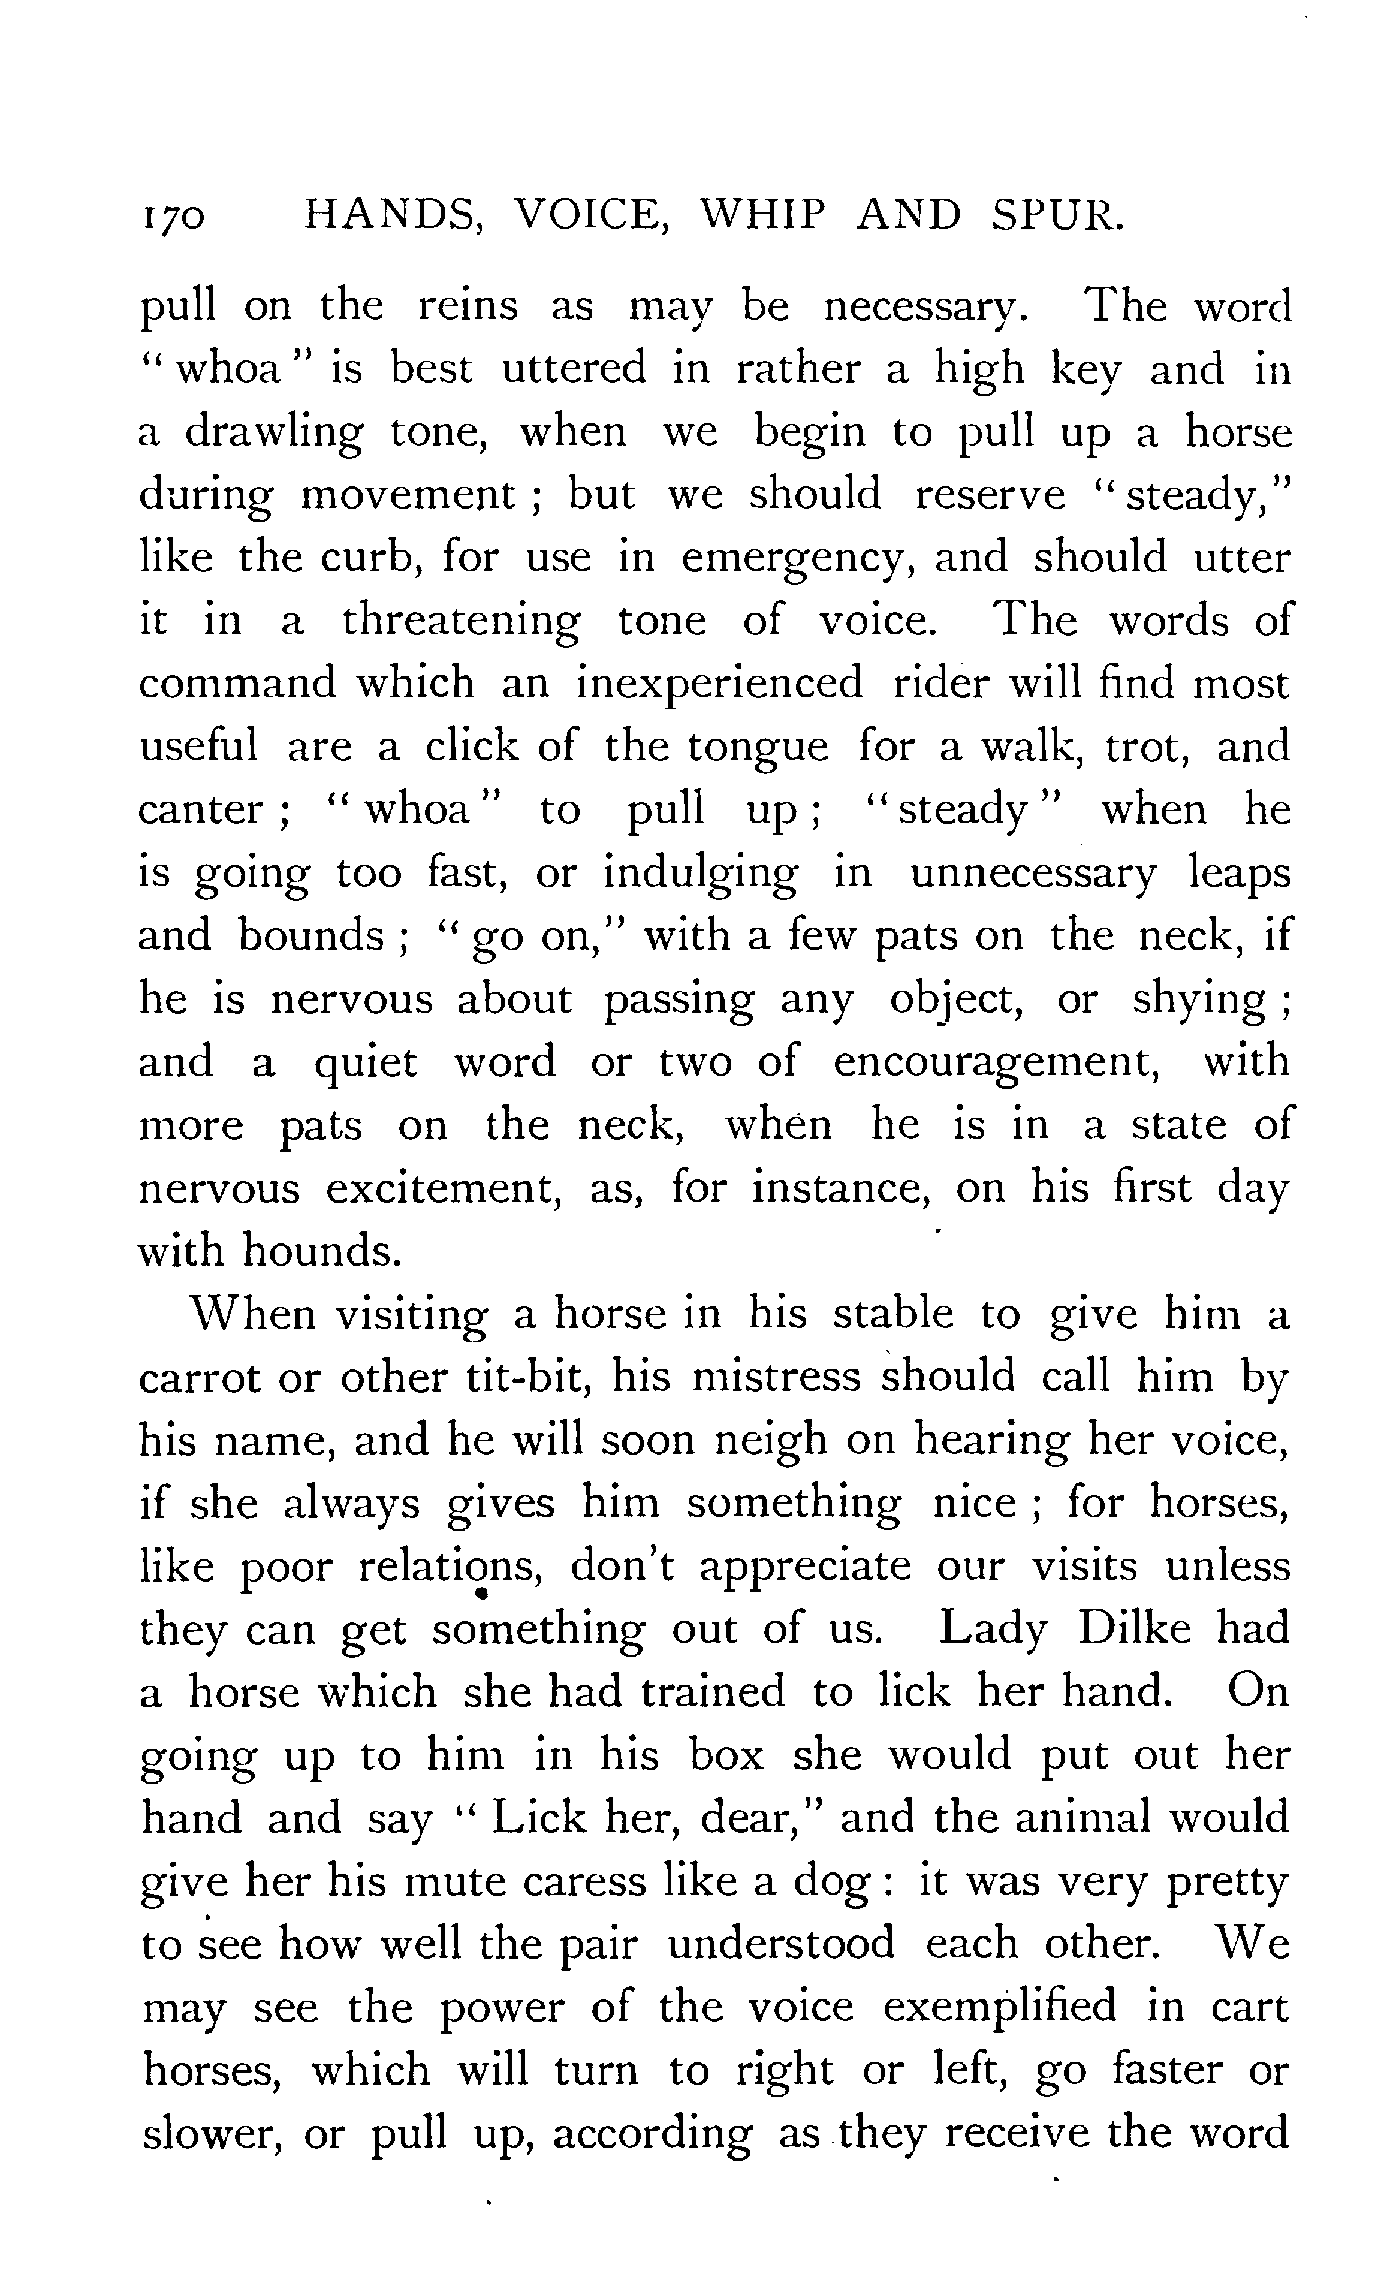 170 HANDS, VOICE, WHIP AND SPUR.
pull on the reins as may be necessary. The word
" whoa " is best uttered in rather a high key and in
a drawling tone, when we begin to pull up a horse
during movement ; but we should reserve " steady,"
like the curb, for use in emergency, and should utter
it in a threatening tone of voice. The words of
command which an inexperienced rider will find most
useful are a click of the tongue for a walk, trot, and
canter ; " whoa " to pull up ; " steady " when he
is going too fast, or indulging in unnecessary leaps
and bounds ; " go on," with a few pats on the neck, if
he is nervous about passing any object, or shying ;
and a quiet word or two of encouragement, with
more pats on the neck, when he is in a state of
nervous excitement, as, for instance, on his first day
with hounds.
When visiting a horse in his stable to give him a
carrot or other tit-bit, his mistress should call him by
his name, and he will soon neigh on hearing her voice,
if she always gives him something nice ; for horses,
like poor relations, don't appreciate our visits unless
they can get something out of us. Lady Dilke had
a horse which she had trained to lick her hand. On
going up to him in his box she would put out her
hand and say " Lick her, dear," and the animal would
give her his mute caress like a dog : it was very pretty
to see how well the pair understood each other. We
may see the power of the voice exemplified in cart
horses, which will turn to right or left, go faster or
slower, or pull up, according as they receive the word